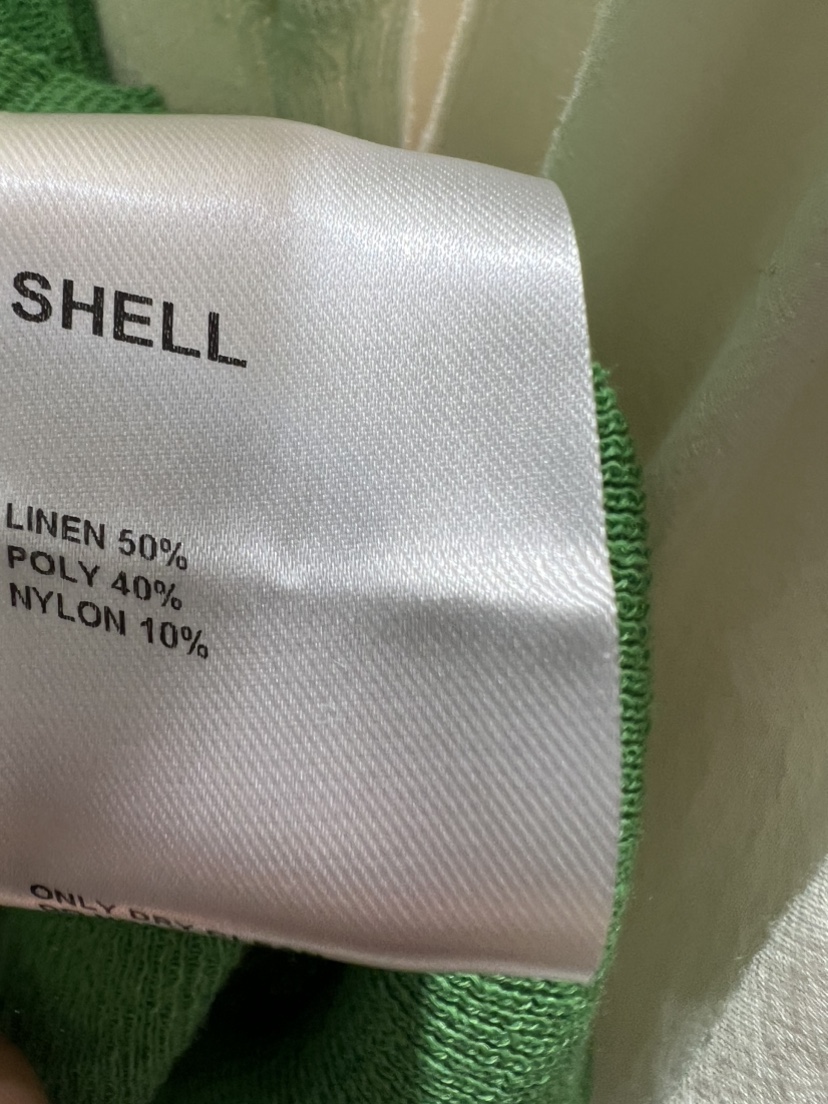 SHELL
LINEN 50%
POLY 40%
NYLON 10%
ONLY DRY